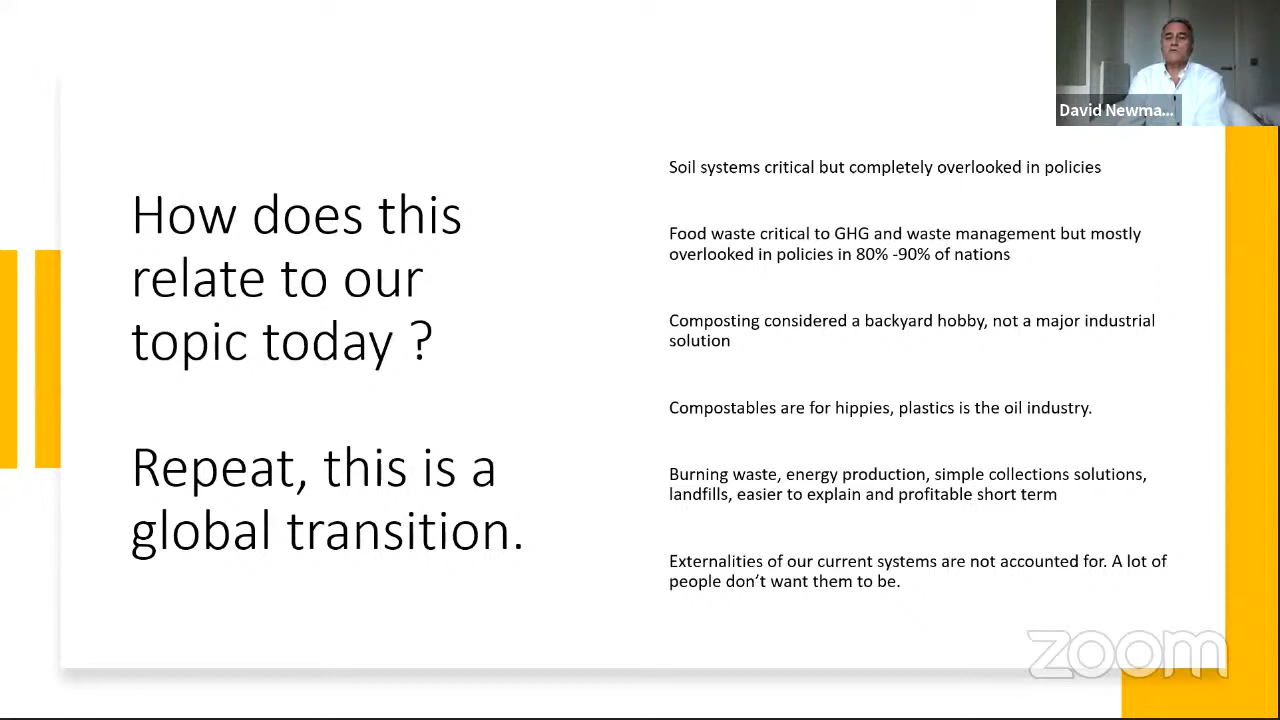 David Newma...
How does this
relate to our
topic today ?
Repeat, this is a
global transition.
Soil systems critical but completely overlooked in policies
Food waste critical to GHG and waste management but mostly
overlooked in policies in 80% -90% of nations
Composting considered a backyard hobby, not a major industrial
solution
Compostables are for hippies, plastics is the oil industry.
Burning waste, energy production, simple collections solutions,
landfills, easier to explain and profitable short term
Externalities of our current systems are not accounted for. A lot of
people don’t want them to be.
zoom